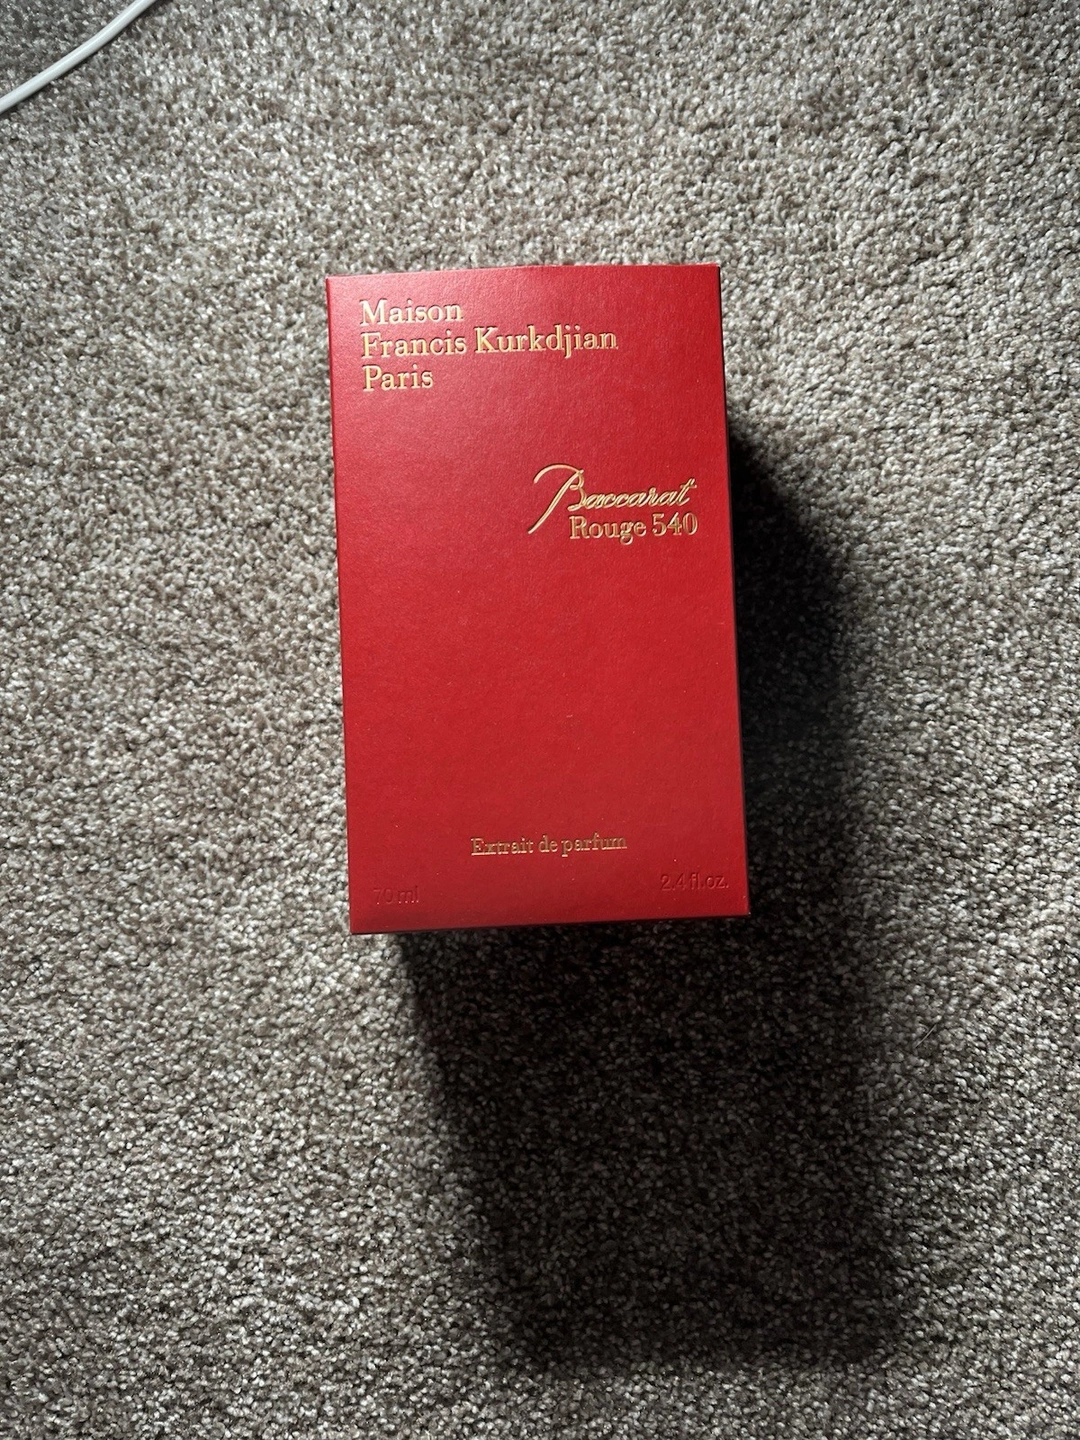 Maison
Francis Kurkdjian
Paris
Baccarat
Rouge 540
Extrait de parfum
70 ml
2.4 fl.oz.